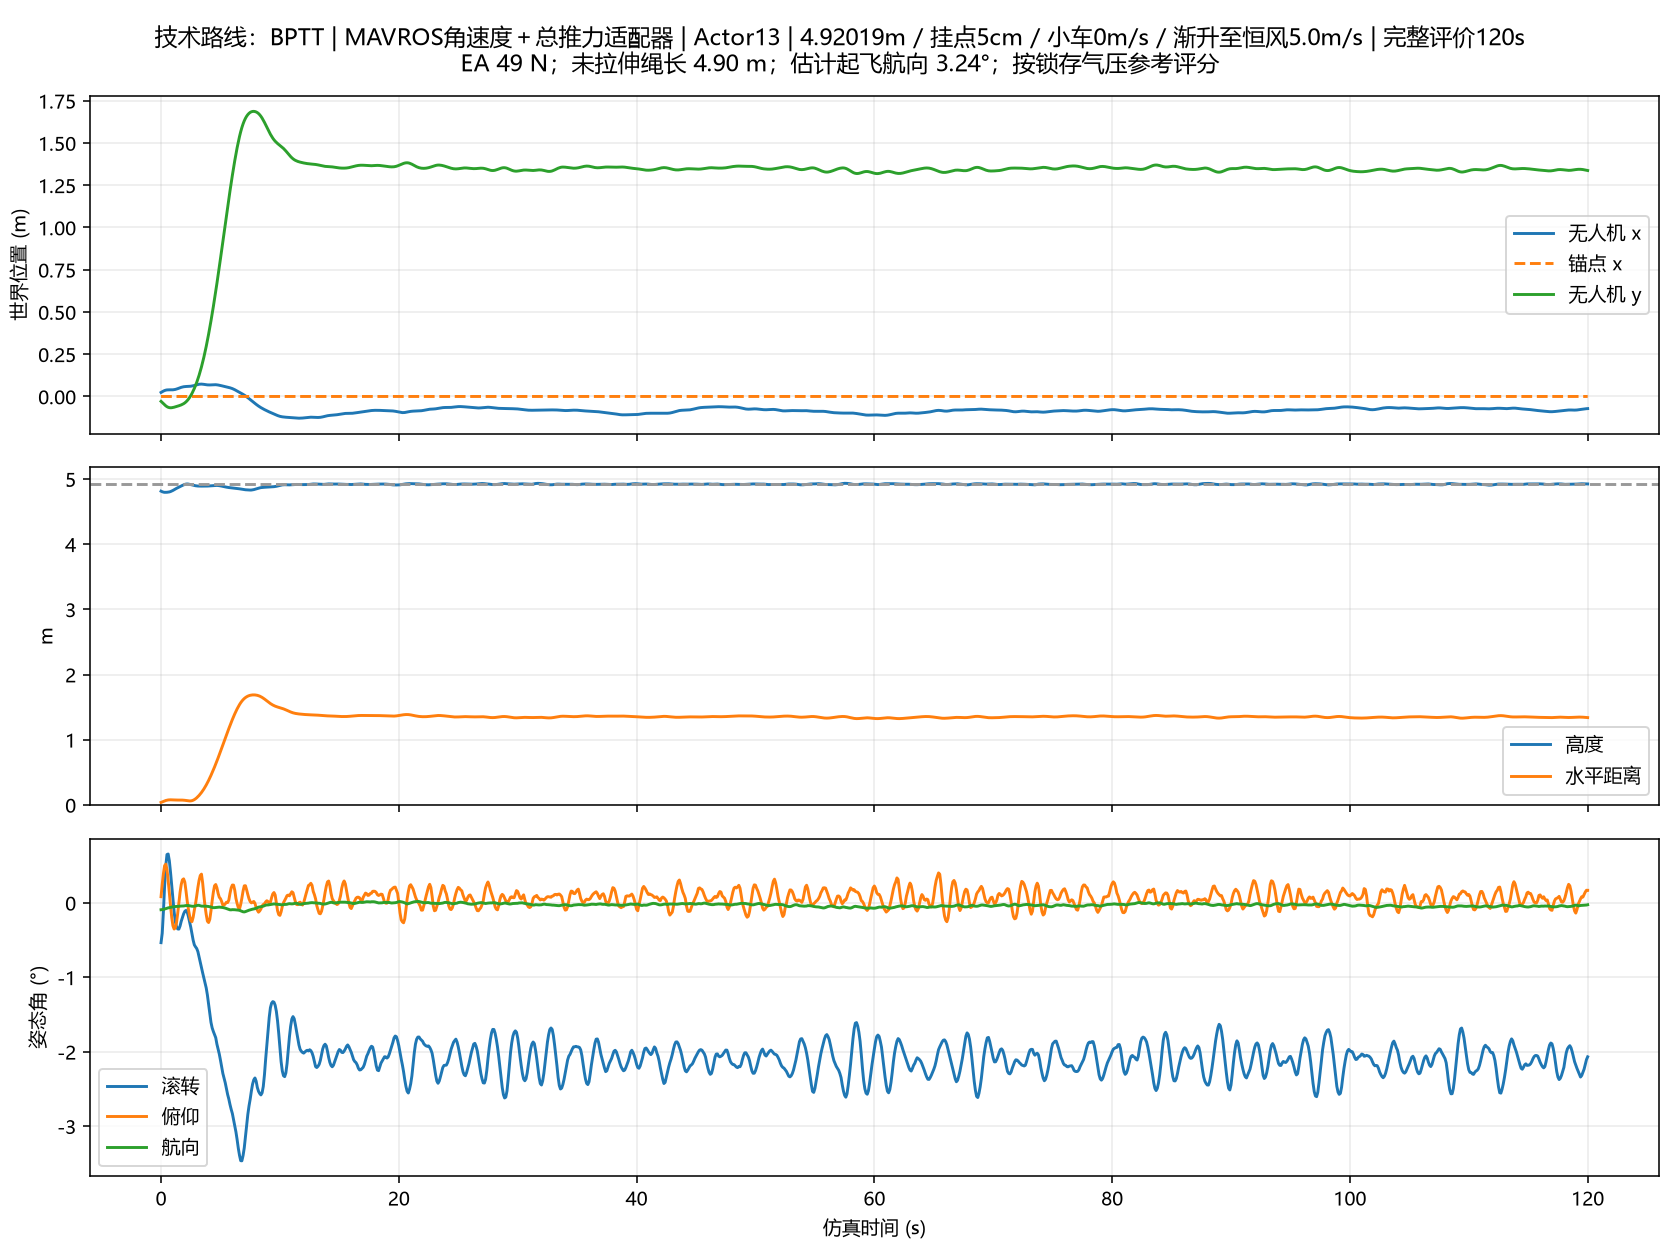 技术路线：BPTT | MAVROS角速度＋总推力适配器 | Actor13 | 4.92019m / 挂点5cm / 小车0m/s / 渐升至恒风5.0m/s | 完整评价120s
EA 49 N；未拉伸绳长 4.90 m；估计起飞航向 3.24°；按锁存气压参考评分
世界位置 (m)
1.75
1.50
1.25
1.00
0.75
0.50
0.25
0.00
无人机 x
锚点 x
无人机 y
m
5
4
3
2
1
0
高度
水平距离
姿态角 (°)
0
-1
-2
-3
滚转
俯仰
航向
0
20
40
60
80
100
120
仿真时间 (s)